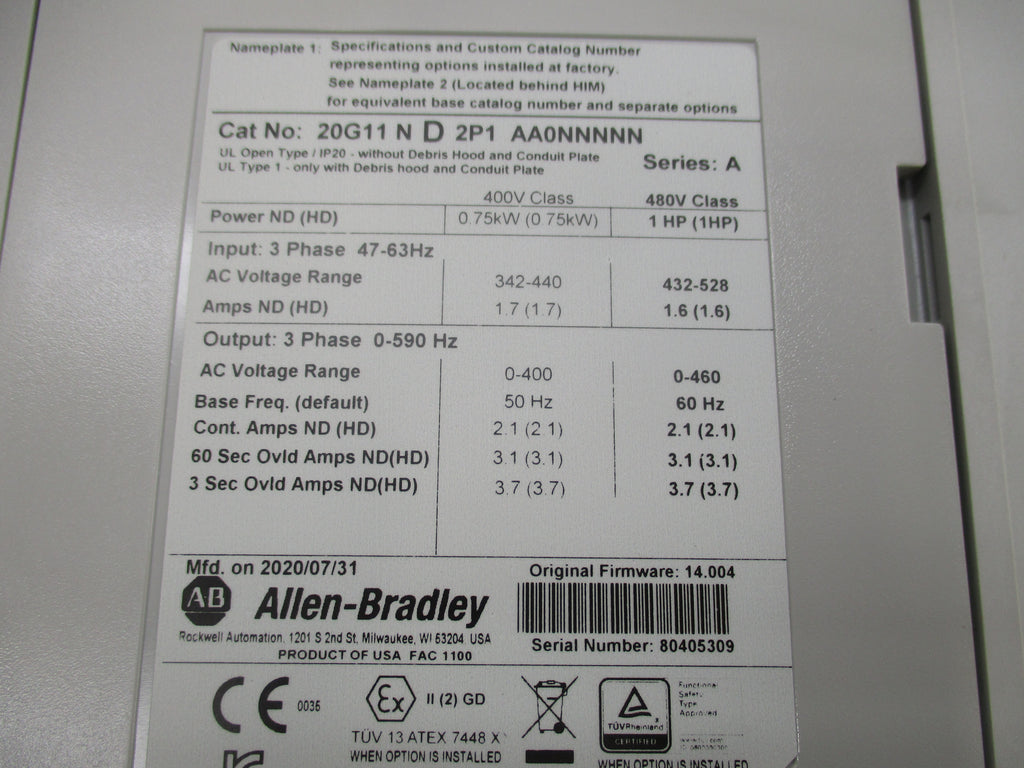 Nameplate 1: Specifications and Custom Catalog Number
representing options installed at factory.
See Nameplate 2 (Located behind HIM)
for equivalent base catalog number and separate options
Cat No: 20G11 N D 2P1 AA0NNNNN
UL Open Type / IP20 - without Debris Hood and Conduit Plate
UL Type 1 - only with Debris hood and Conduit Plate
Series: A
400V Class 480V Class
Power ND (HD) 0.75kW (0.75kW) 1 HP (1HP)
Input: 3 Phase 47-63Hz
AC Voltage Range 342-440 432-528
Amps ND (HD) 1.7 (1.7) 1.6 (1.6)
Output: 3 Phase 0-590 Hz
AC Voltage Range 0-400 0-460
Base Freq. (default) 50 Hz 60 Hz
Cont. Amps ND (HD) 2.1 (2.1) 2.1 (2.1)
60 Sec Ovld Amps ND(HD) 3.1 (3.1) 3.1 (3.1)
3 Sec Ovld Amps ND(HD) 3.7 (3.7) 3.7 (3.7)
Mfd. on 2020/07/31 Original Firmware: 14.004
AB Allen-Bradley
Rockwell Automation, 1201 S 2nd St, Milwaukee, WI 53204 USA
PRODUCT OF USA FAC 1100
Serial Number: 80405309
CE 0035
Ex II (2) GD
TÜV 13 ATEX 7448 X
WHEN OPTION IS INSTALLED
TÜVRheinland
CERTIFIED
Functional
Safety
Type
Approved
WHEN OPTION IS INSTALLED